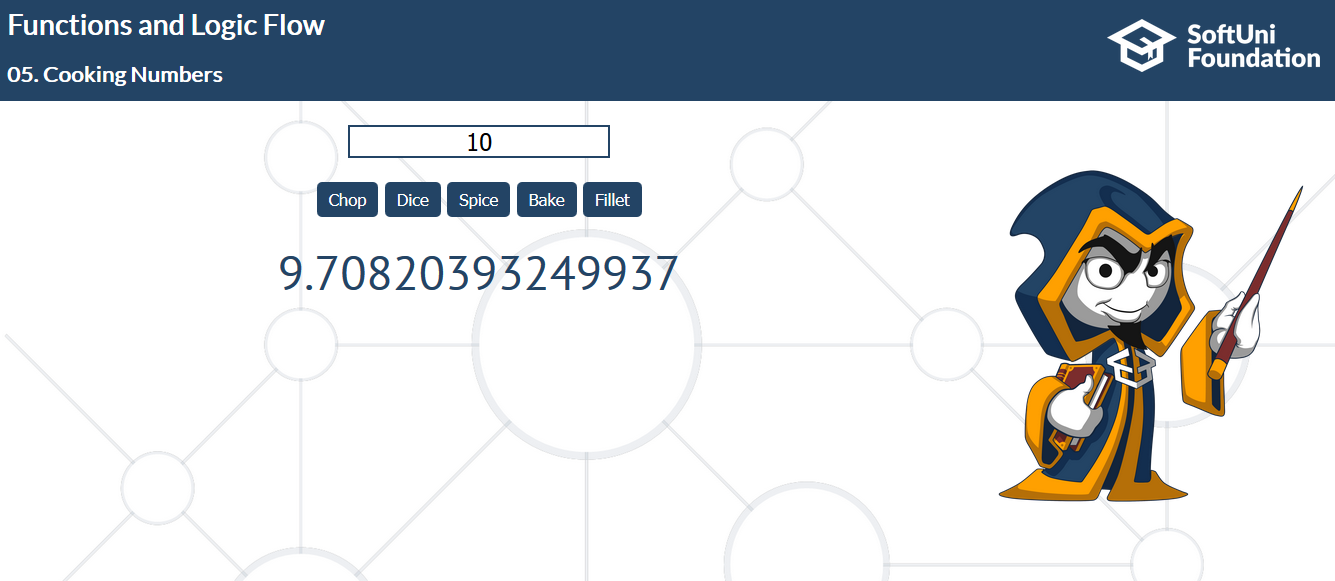 Functions and Logic Flow
05. Cooking Numbers
SoftUni
Foundation
10
Chop Dice Spice Bake Fillet
9.70820393249937